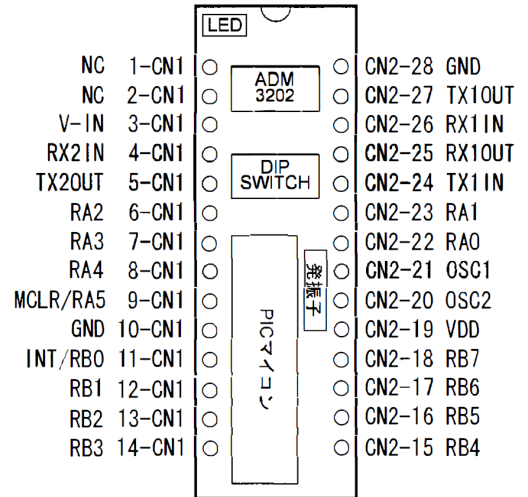 LED
NC 1-CN1
NC 2-CN1
V-IN 3-CN1
RX2IN 4-CN1
TX2OUT 5-CN1
RA2 6-CN1
RA3 7-CN1
RA4 8-CN1
MCLR/RA5 9-CN1
GND 10-CN1
INT/RB0 11-CN1
RB1 12-CN1
RB2 13-CN1
RB3 14-CN1
ADM
3202
DIP
SWITCH
発振子
PICマイコン
CN2-28 GND
CN2-27 TX1OUT
CN2-26 RX1IN
CN2-25 RX1OUT
CN2-24 TX1IN
CN2-23 RA1
CN2-22 RA0
CN2-21 OSC1
CN2-20 OSC2
CN2-19 VDD
CN2-18 RB7
CN2-17 RB6
CN2-16 RB5
CN2-15 RB4